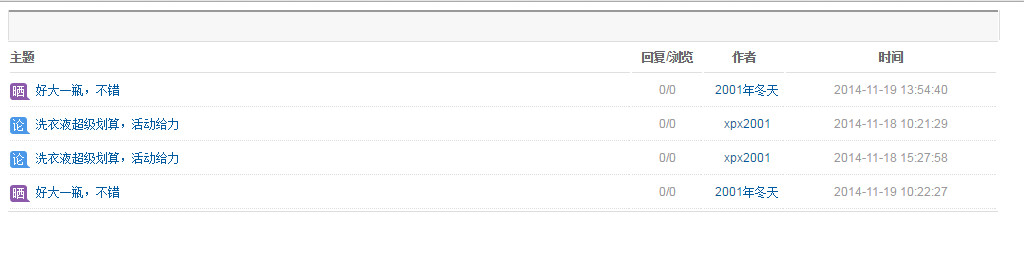 主题 回复/浏览 作者 时间
晒 好大一瓶，不错 0/0 2001年冬天 2014-11-19 13:54:40
论 洗衣液超级划算，活动给力 0/0 xpx2001 2014-11-18 10:21:29
论 洗衣液超级划算，活动给力 0/0 xpx2001 2014-11-18 15:27:58
晒 好大一瓶，不错 0/0 2001年冬天 2014-11-19 10:22:27